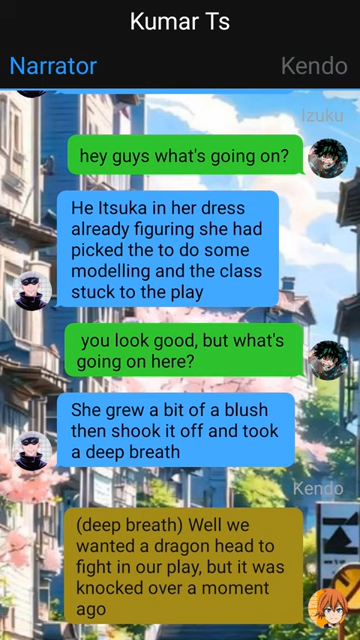 Kumar Ts
Narrator Kendo
Izuku
hey guys what's going on?
He Itsuka in her dress
already figuring she had
picked the to do some
modelling and the class
stuck to the play
you look good, but what's
going on here?
She grew a bit of a blush
then shook it off and took
a deep breath
Kendo
(deep breath) Well we
wanted a dragon head to
fight in our play, but it was
knocked over a moment
ago